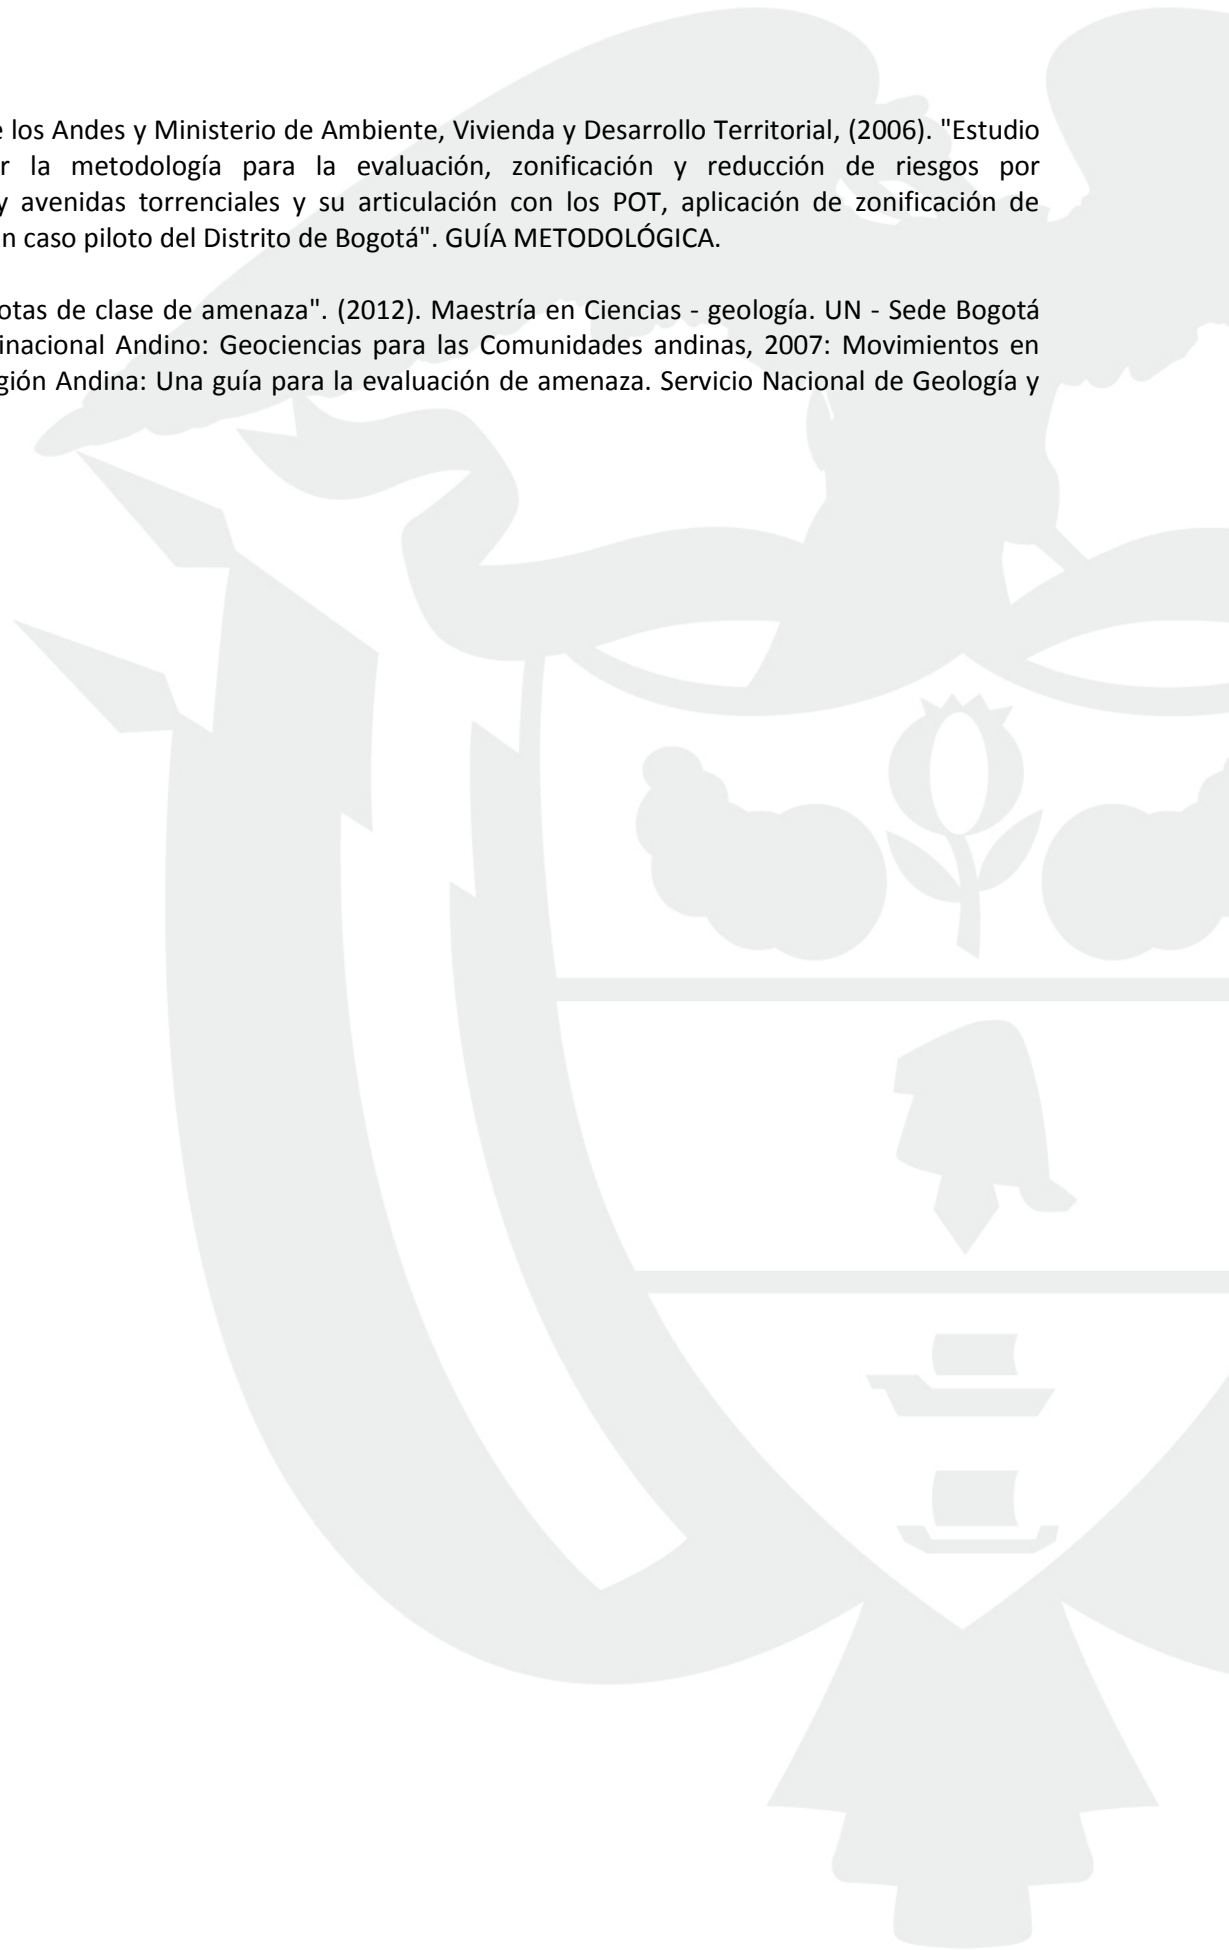 e los Andes y Ministerio de Ambiente, Vivienda y Desarrollo Territorial, (2006). "Estudio
r la metodología para la evaluación, zonificación y reducción de riesgos por
y avenidas torrenciales y su articulación con los POT, aplicación de zonificación de
n caso piloto del Distrito de Bogotá". GUÍA METODOLÓGICA.
otas de clase de amenaza". (2012). Maestría en Ciencias - geología. UN - Sede Bogotá
inacional Andino: Geociencias para las Comunidades andinas, 2007: Movimientos en
gión Andina: Una guía para la evaluación de amenaza. Servicio Nacional de Geología y